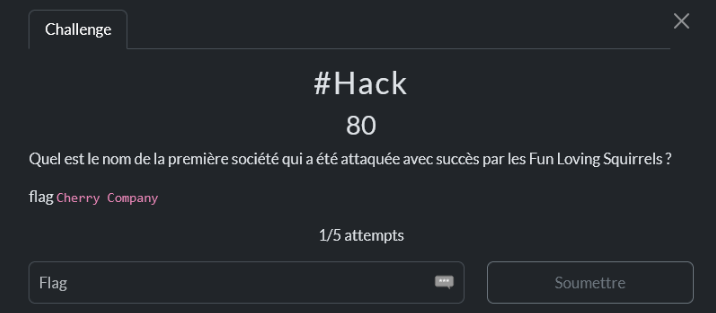 Challenge
#Hack
80
Quel est le nom de la première société qui a été attaquée avec succès par les Fun Loving Squirrels ?
flag Cherry Company
1/5 attempts
Flag
Soumettre